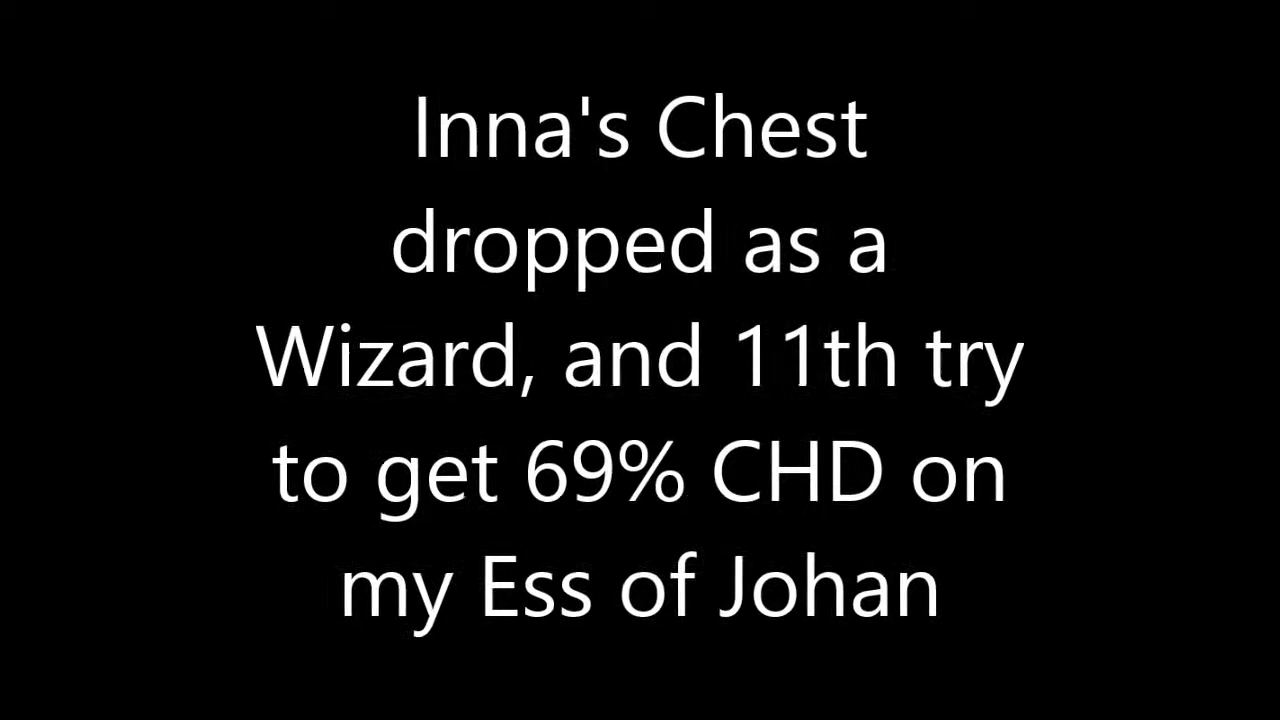 Inna's Chest
dropped as a
Wizard, and 11th try
to get 69% CHD on
my Ess of Johan